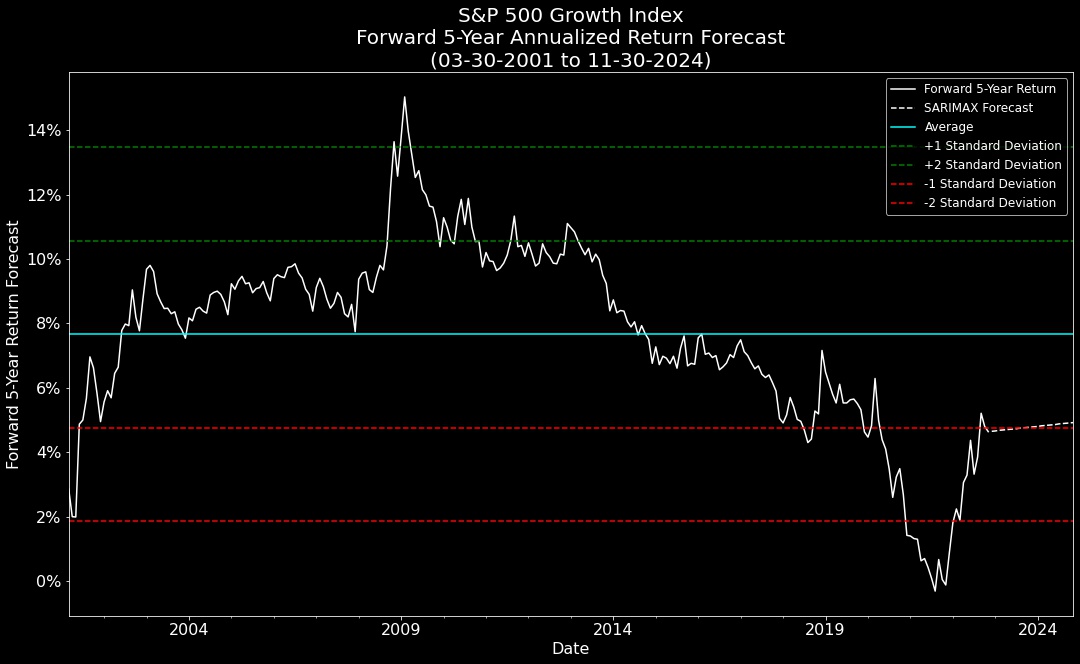 S&P 500 Growth Index
Forward 5-Year Annualized Return Forecast
(03-30-2001 to 11-30-2024)
Forward 5-Year Return
SARIMAX Forecast
Average
+1 Standard Deviation
+2 Standard Deviation
-1 Standard Deviation
-2 Standard Deviation
Forward 5-Year Return Forecast
14%
12%
10%
8%
6%
4%
2%
0%
2004
2009
2014
2019
2024
Date